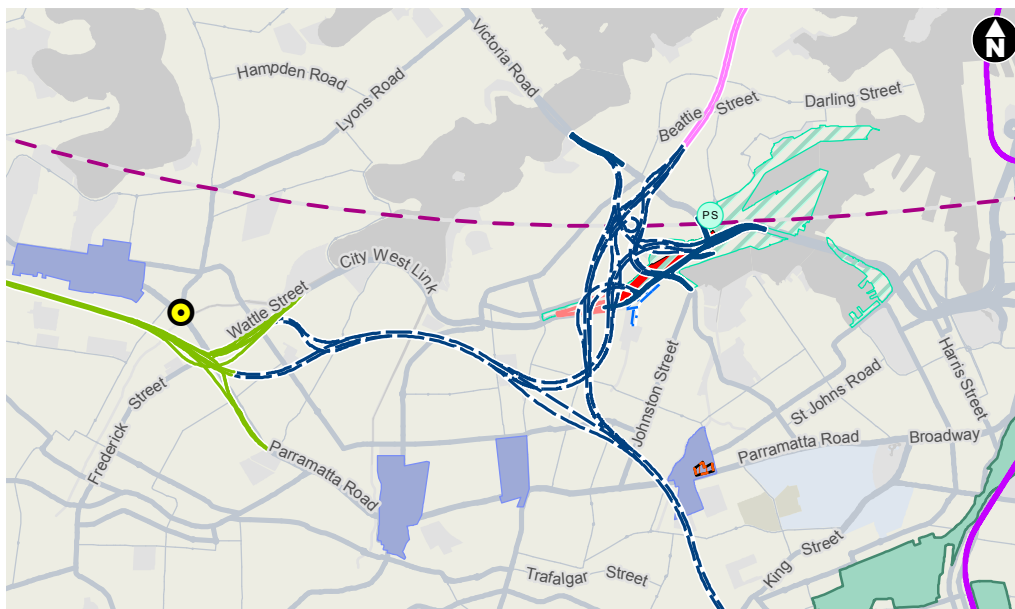 N
Hampden Road
Lyons Road
Victoria Road
Beattie Street
Darling Street
PS
City West Link
Wattle Street
Frederick Street
Parramatta Road
Johnston Street
St Johns Road
Harris Street
Parramatta Road
Broadway
Trafalgar Street
King Street